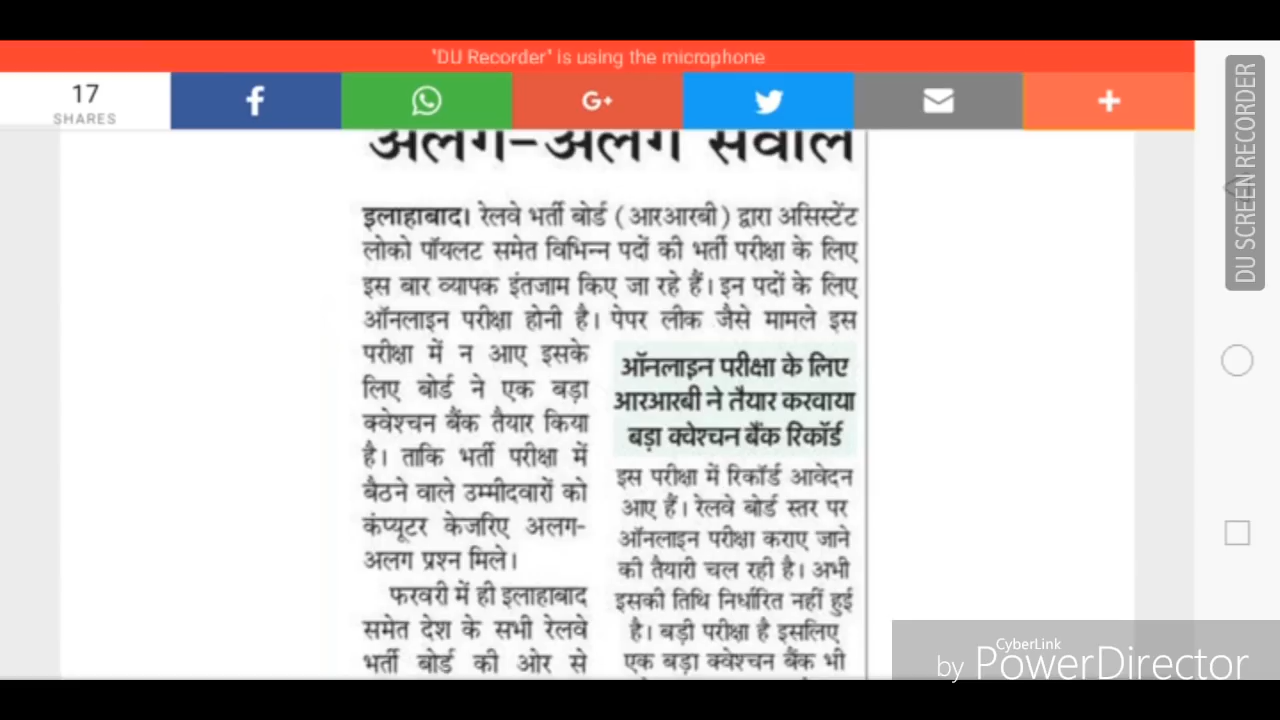 "DU Recorder" is using the microphone
17
SHARES
f
G+
+
अलग-अलग सवाल
इलाहाबाद। रेलवे भर्ती बोर्ड (आरआरबी) द्वारा असिस्टेंट
लोको पॉयलट समेत विभिन्न पदों की भर्ती परीक्षा के लिए
इस बार व्यापक इंतजाम किए जा रहे हैं। इन पदों के लिए
ऑनलाइन परीक्षा होनी है। पेपर लीक जैसे मामले इस
परीक्षा में न आए इसके
लिए बोर्ड ने एक बड़ा
क्वेश्चन बैंक तैयार किया
है। ताकि भर्ती परीक्षा में
बैठने वाले उम्मीदवारों को
कंप्यूटर केजरिए अलग-
अलग प्रश्न मिले।
फरवरी में ही इलाहाबाद
समेत देश के सभी रेलवे
भर्ती बोर्ड की ओर से
ऑनलाइन परीक्षा के लिए
आरआरबी ने तैयार करवाया
बड़ा क्वेश्चन बैंक रिकॉर्ड
इस परीक्षा में रिकॉर्ड आवेदन
आए हैं। रेलवे बोर्ड स्तर पर
ऑनलाइन परीक्षा कराए जाने
की तैयारी चल रही है। अभी
इसकी तिथि निर्धारित नहीं हुई
है। बड़ी परीक्षा है इसलिए
एक बड़ा क्वेश्चन बैंक भी
DU SCREEN RECORDER
CyberLink
by PowerDirector